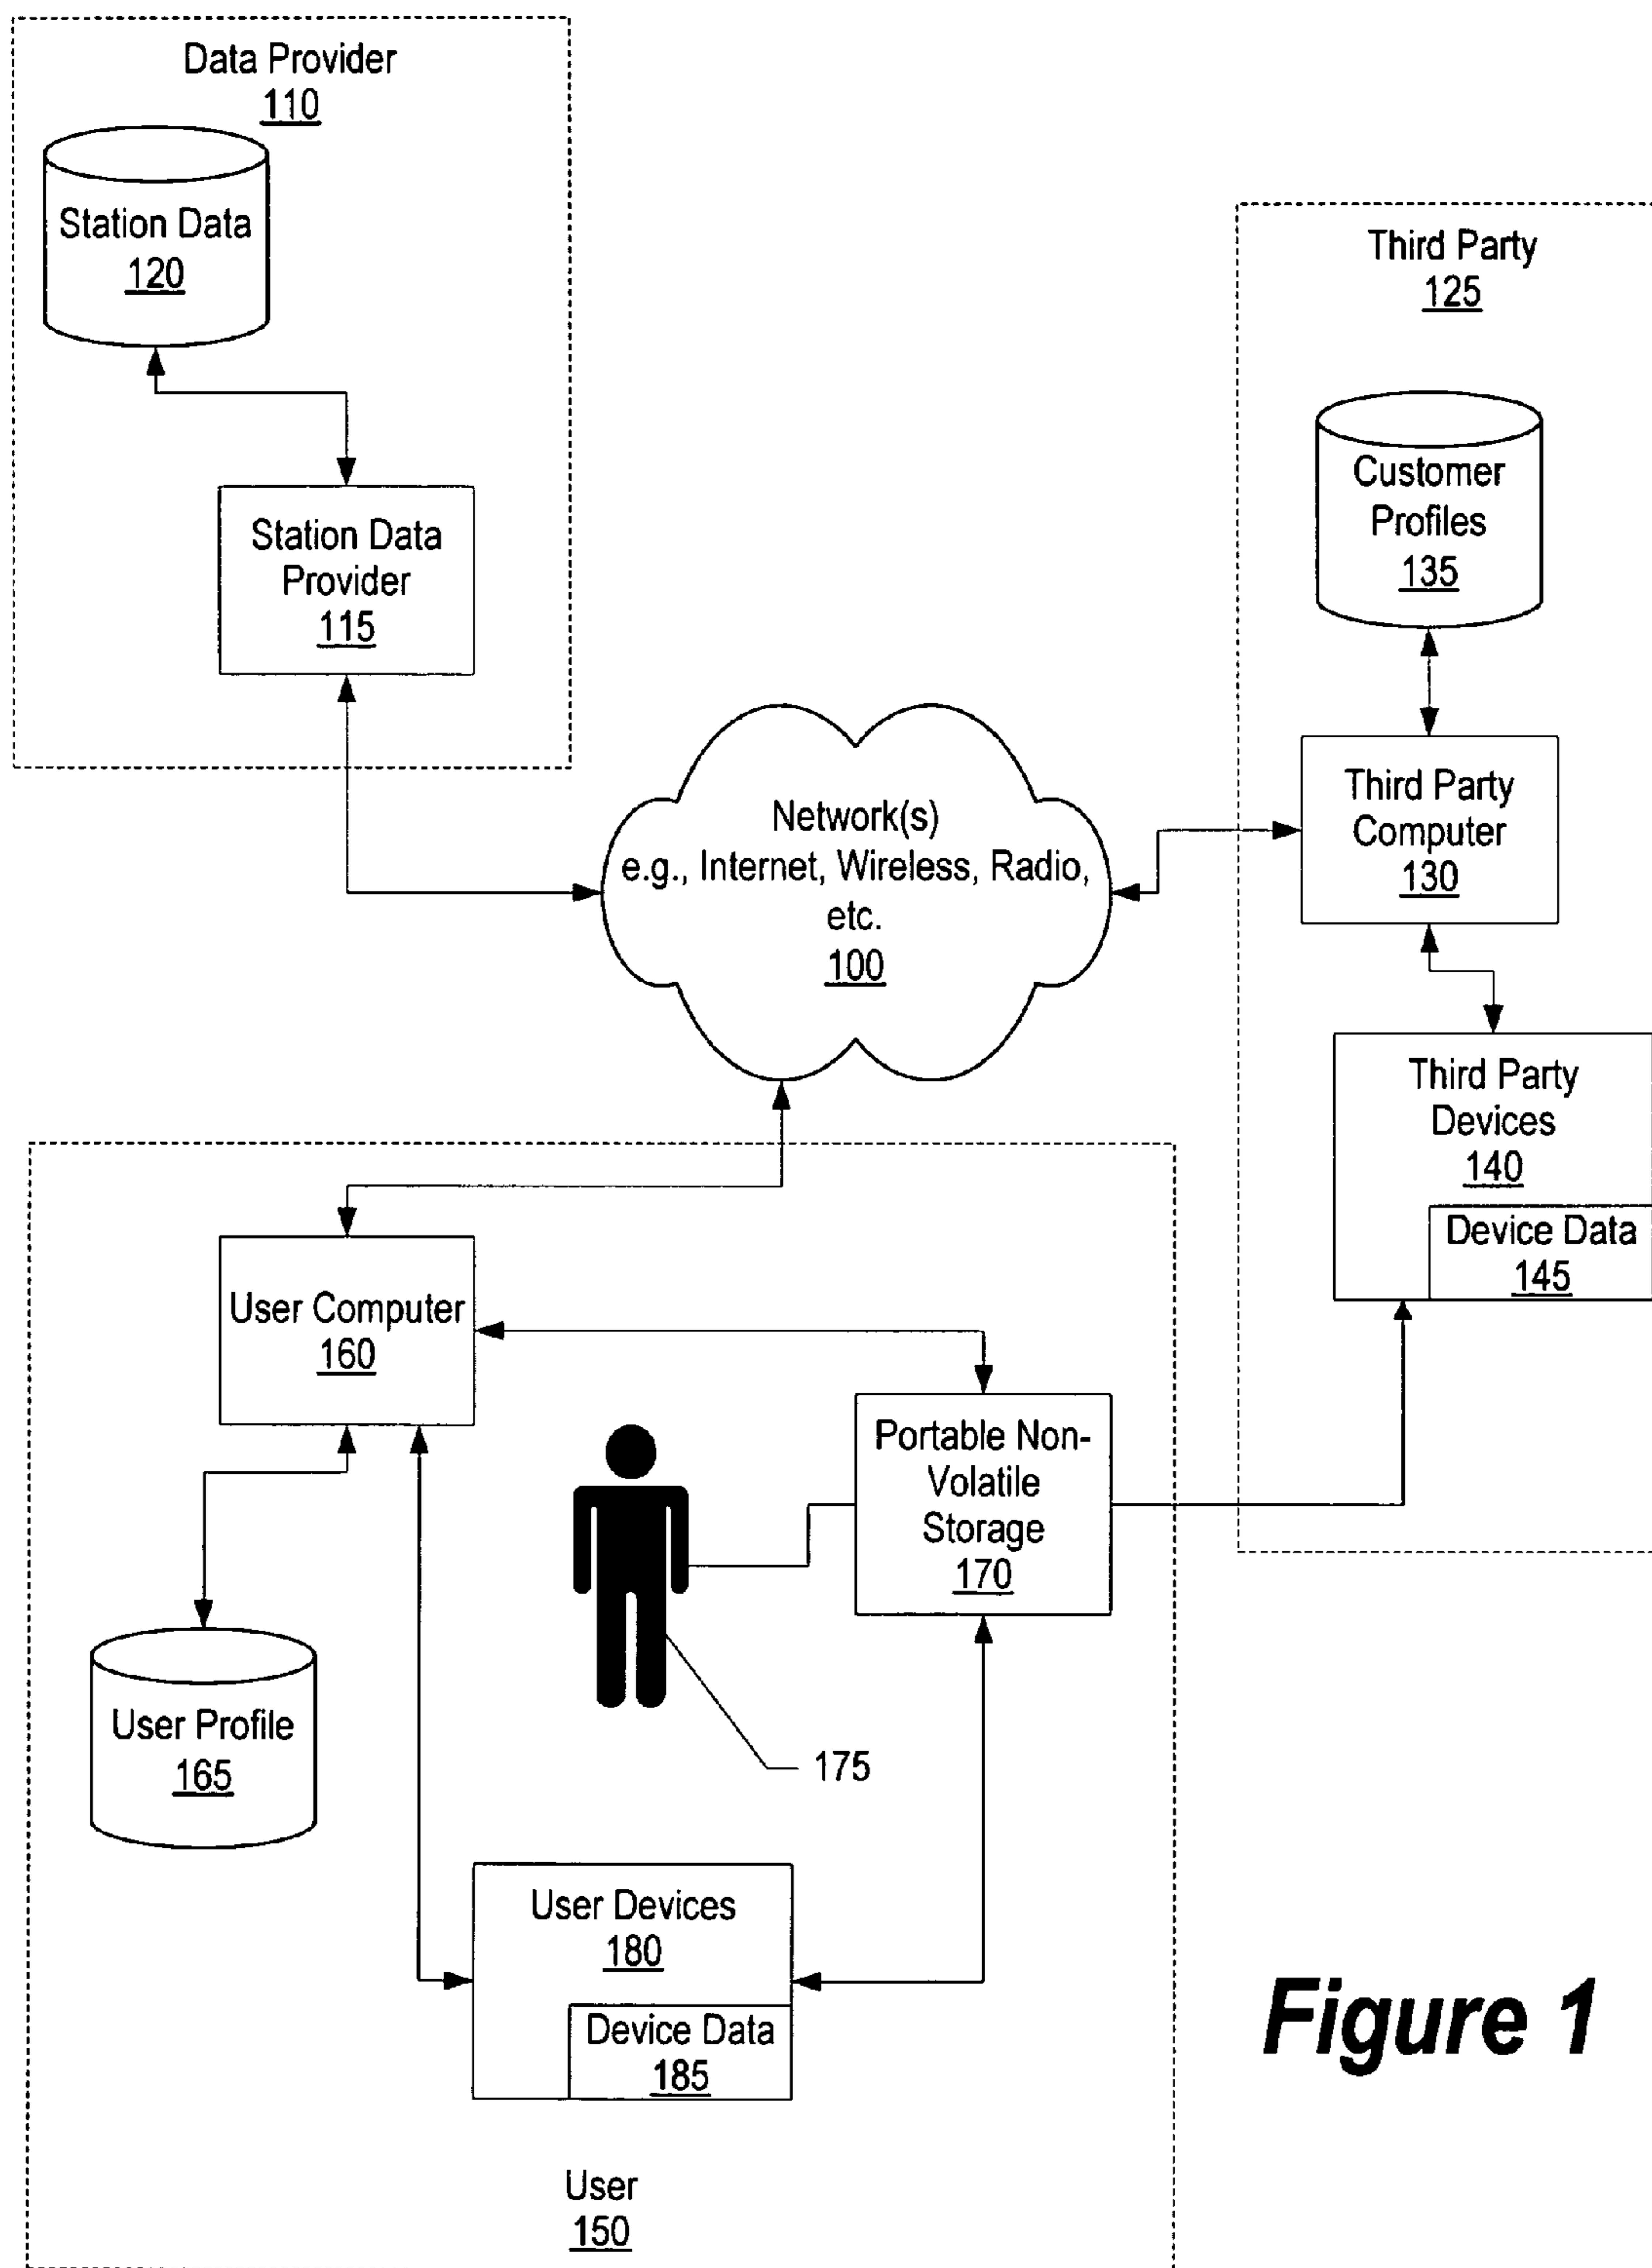 Data Provider
110
Station Data
120
Station Data
Provider
115
Third Party
125
Customer
Profiles
135
Network(s)
e.g., Internet, Wireless, Radio,
etc.
100
Third Party
Computer
130
Third Party
Devices
140
Device Data
145
User Computer
160
Portable Non-
Volatile
Storage
170
User Profile
165
175
User Devices
180
Device Data
185
User
150
Figure 1